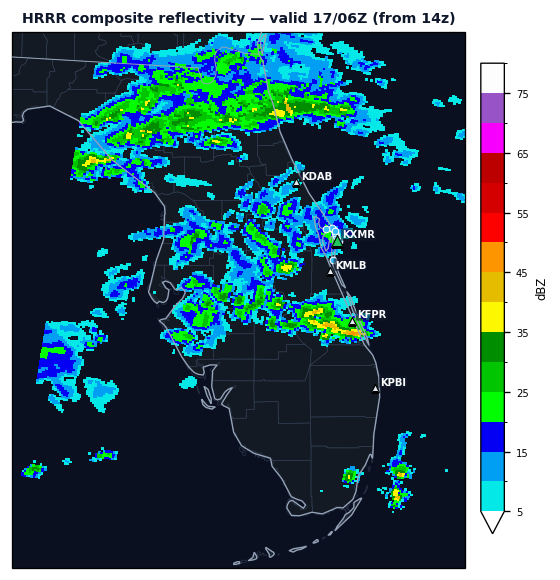 HRRR composite reflectivity — valid 17/06Z (from 14z)
KDAB
KXMR
KMLB
KFPR
KPBI
75
65
55
45
35
25
15
5
dBZ